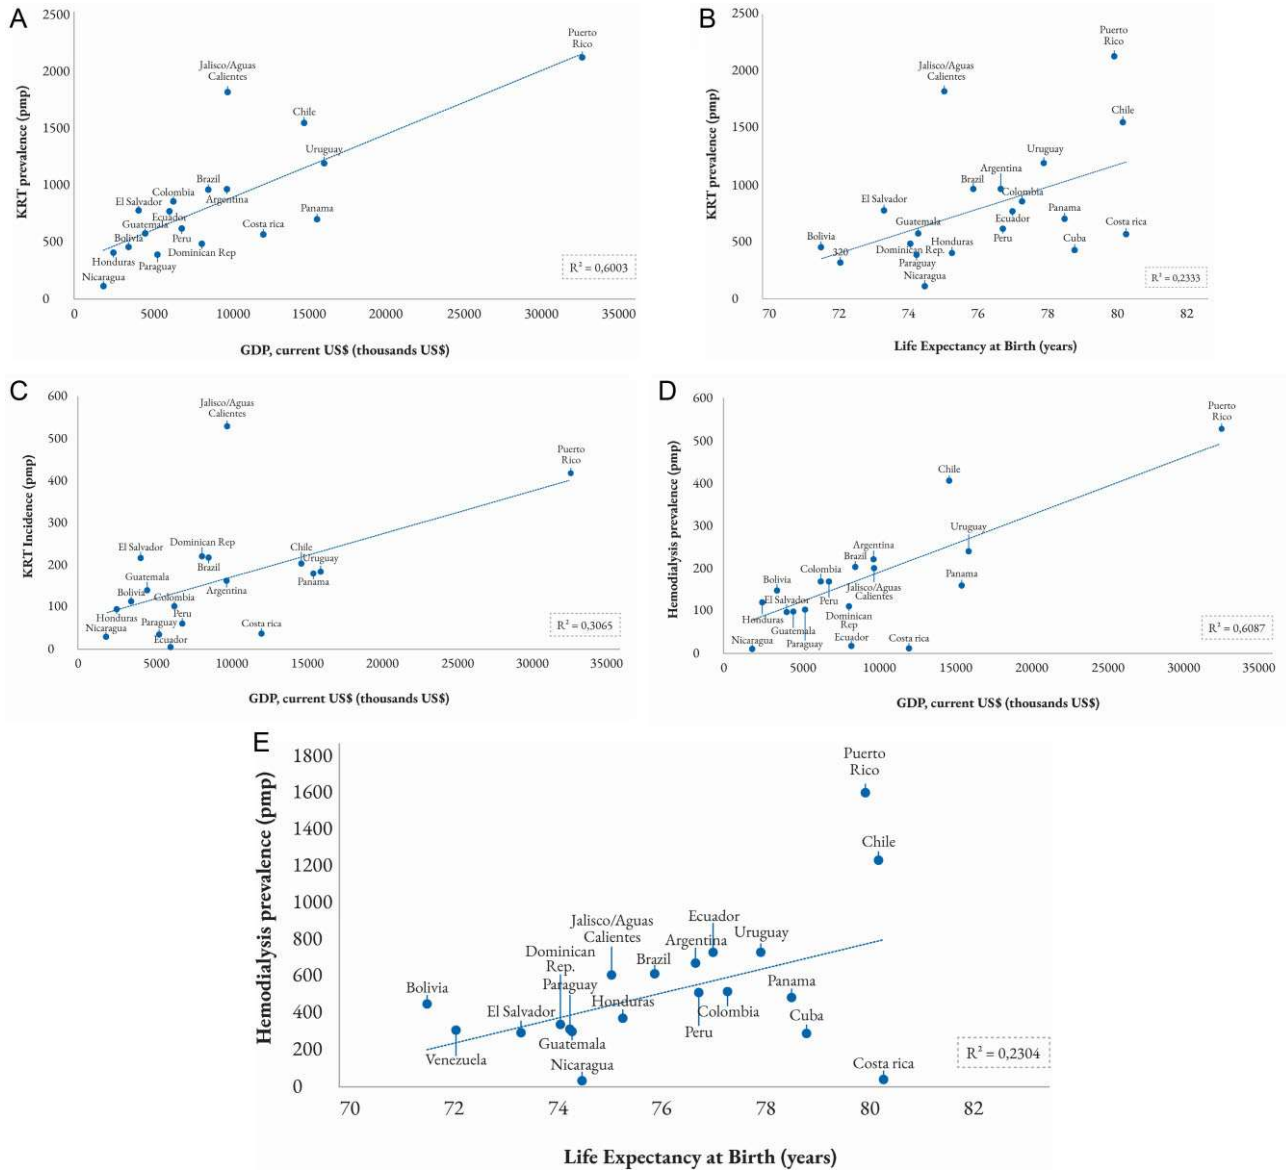 A
2500
2000
1500
1000
500
0
KRT prevalence (pmp)
Puerto
Rico
Jalisco/Aguas
Calientes
Chile
Uruguay
Brazil
Argentina
Colombia
El Salvador
Ecuador
Guatemala
Panama
Costa rica
Peru
Bolivia
Dominican Rep
Honduras
Paraguay
Nicaragua
R² = 0,6003
0 5000 10000 15000 20000 25000 30000 35000
GDP, current US$ (thousands US$)
B
2500
2000
1500
1000
500
0
KRT prevalence (pmp)
Puerto
Rico
Jalisco/Aguas
Calientes
Chile
Uruguay
Argentina
Brazil
Colombia
El Salvador
Ecuador
Panama
Guatemala
Costa rica
Bolivia
Peru
Cuba
Honduras
320
Dominican Rep.
Paraguay
Nicaragua
R² = 0,2333
70 72 74 76 78 80 82
Life Expectancy at Birth (years)
C
600
500
400
300
200
100
0
KRT Incidence (pmp)
Jalisco/Aguas
Calientes
Puerto
Rico
El Salvador
Dominican Rep
Brazil
Chile
Uruguay
Panama
Guatemala
Argentina
Bolivia
Colombia
Honduras
Peru
Paraguay
Nicaragua
Ecuador
Costa rica
R² = 0,3065
0 5000 10000 15000 20000 25000 30000 35000
GDP, current US$ (thousands US$)
D
600
500
400
300
200
100
0
Hemodialysis prevalence (pmp)
Puerto
Rico
Chile
Uruguay
Argentina
Brazil
Colombia
Panama
Bolivia
Jalisco/Aguas
Calientes
El Salvador
Peru
Honduras
Dominican
Rep
Guatemala
Paraguay
Nicaragua
Ecuador
Costa rica
R² = 0,6087
0 5000 10000 15000 20000 25000 30000 35000
GDP, current US$ (thousands US$)
E
1800
1600
1400
1200
1000
800
600
400
200
0
Hemodialysis prevalence (pmp)
Puerto
Rico
Chile
Jalisco/Aguas
Calientes
Ecuador
Uruguay
Argentina
Dominican
Rep.
Brazil
Paraguay
Panama
Bolivia
Honduras
El Salvador
Colombia
Cuba
Peru
Guatemala
Venezuela
Nicaragua
Costa rica
R² = 0,2304
70 72 74 76 78 80 82
Life Expectancy at Birth (years)